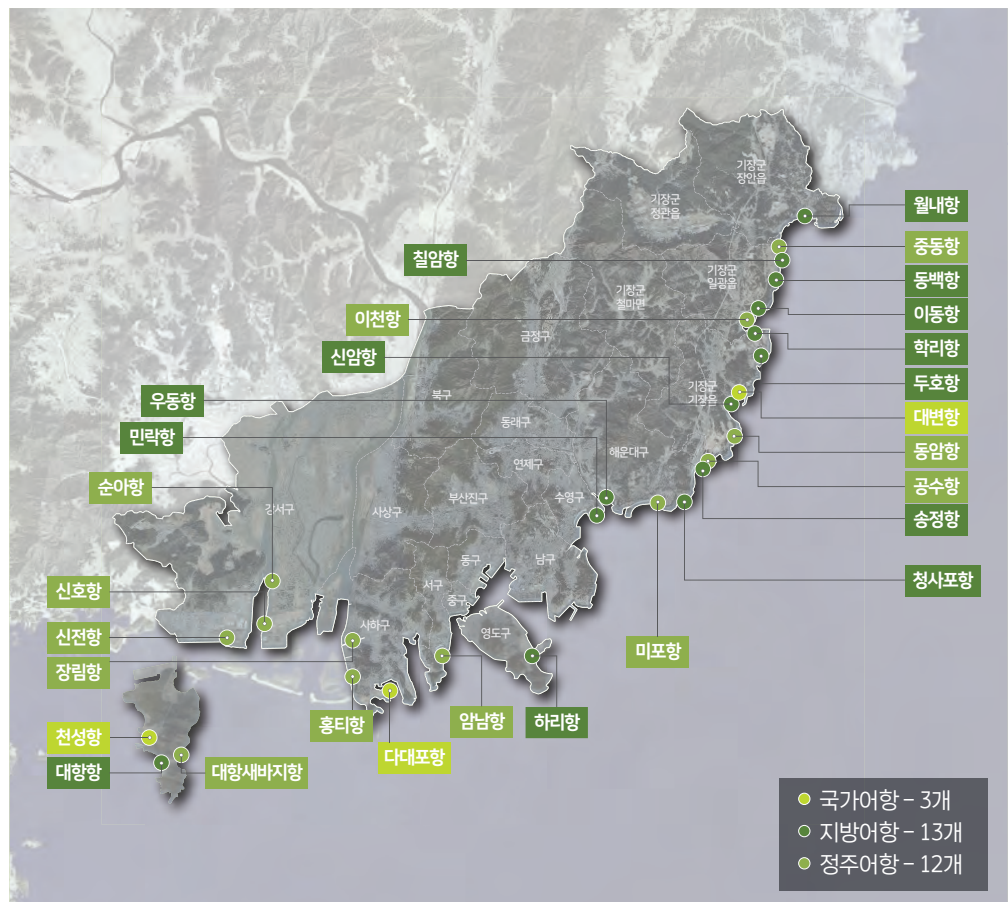 기장군
장안읍
기장군
정관읍
월내항
중동항
칠암항
기장군
일광읍
동백항
기장군
철마면
이동항
이천항
금정구
학리항
신암항
두호항
기장군
기장읍
북구
우동항
대변항
동래구
민락항
해운대구
동암항
연제구
공수항
순아항
부산진구
수영구
강서구
사상구
송정항
동구
남구
청사포항
신호항
서구
중구
신전항
사하구
영도구
미포항
장림항
홍티항
암남항
하리항
천성항
다대포항
대항항
대항새바지항
국가어항 – 3개
지방어항 – 13개
정주어항 – 12개